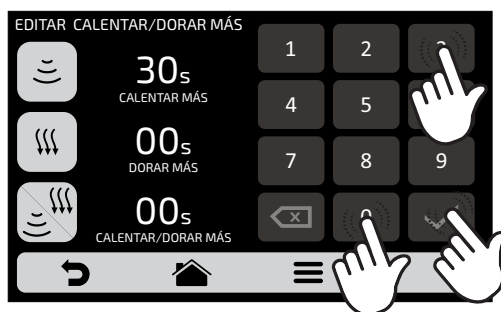 EDITAR CALENTAR/DORAR MÁS
30s
CALENTAR MÁS
00s
DORAR MÁS
00s
CALENTAR/DORAR MÁS
1 2
4 5
7 8 9
X